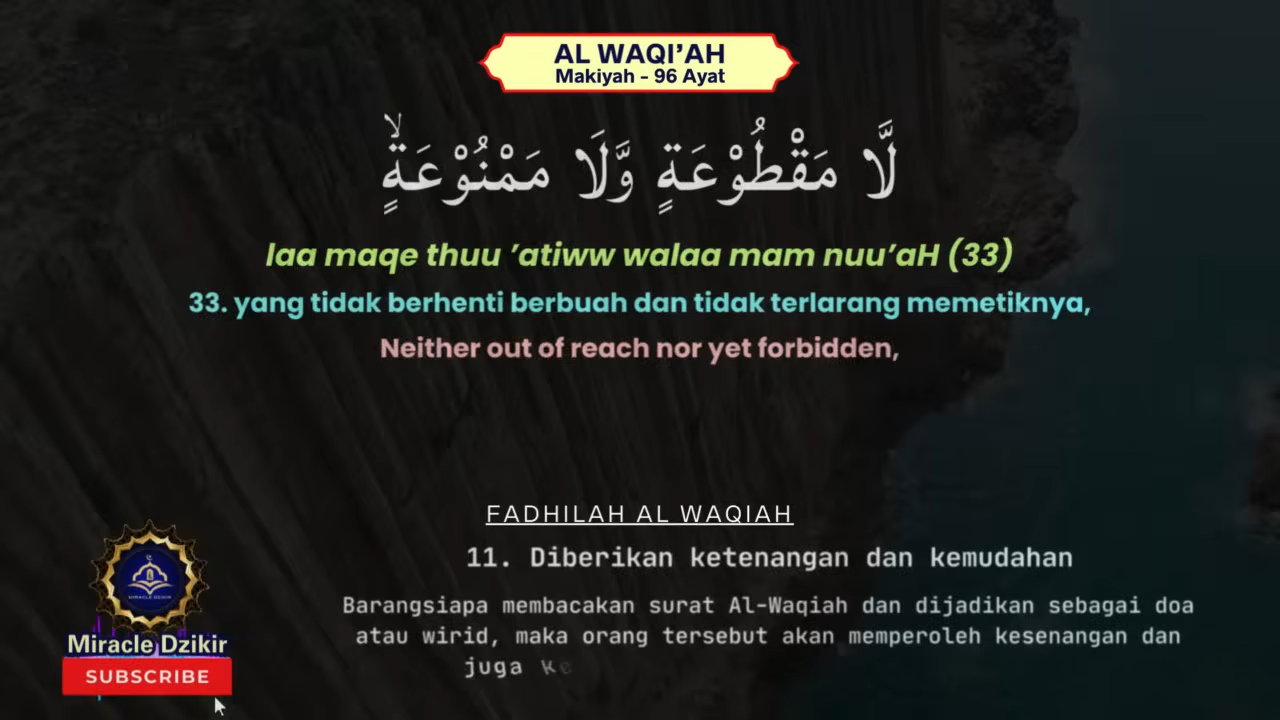 AL WAQI’AH
Makiyah - 96 Ayat
لَّا مَقْطُوْعَةٍ وَّلَا مَمْنُوْعَةٍۙ
laa maqe thuu ’atiww walaa mam nuu’aH (33)
33. yang tidak berhenti berbuah dan tidak terlarang memetiknya,
Neither out of reach nor yet forbidden,
FADHILAH AL WAQIAH
11. Diberikan ketenangan dan kemudahan
Barangsiapa membacakan surat Al-Waqiah dan dijadikan sebagai doa
atau wirid, maka orang tersebut akan memperoleh kesenangan dan
juga ke
MIRACLE DZIKIR
Miracle Dzikir
SUBSCRIBE